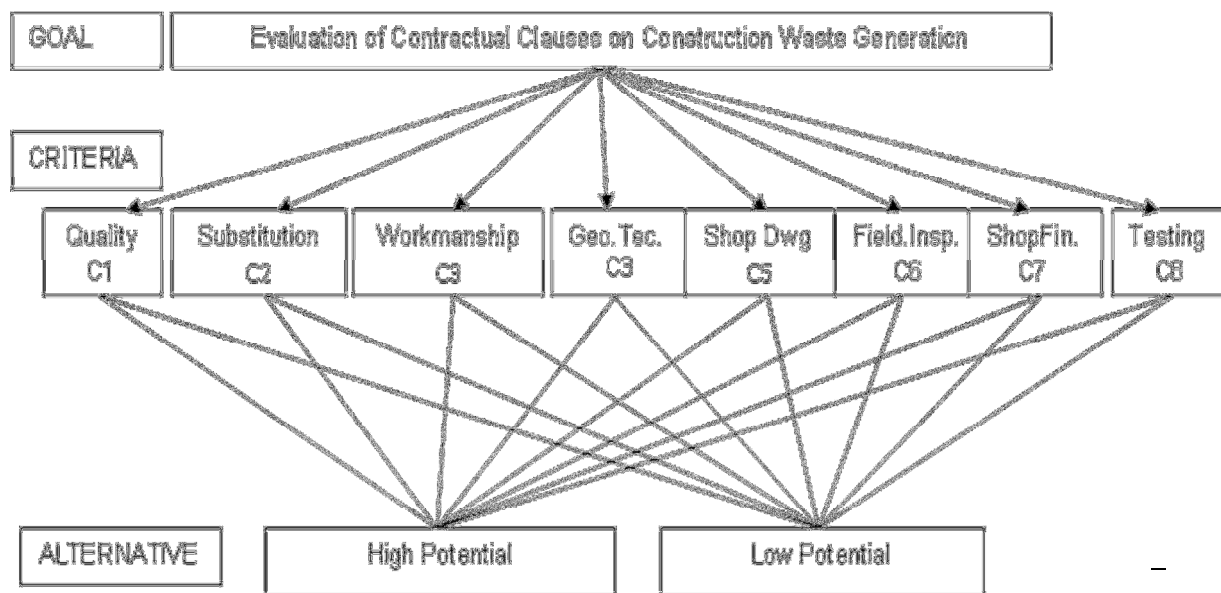 GOAL
Evaluation of Contractual Clauses on Construction Waste Generation
CRITERIA
Quality
C1
Substitution
C2
Workmanship
C3
Geo.Tec.
C3
Shop Dwg
C5
Field.Insp.
C6
ShopFin.
C7
Testing
C8
ALTERNATIVE
High Potential
Low Potential